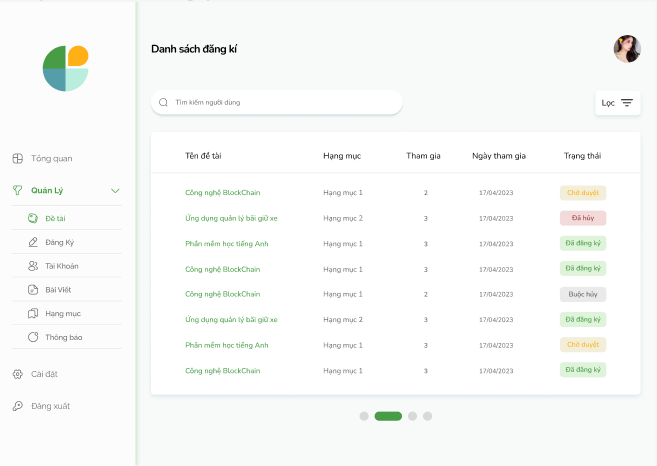 Danh sách đăng kí
Tìm kiếm người dùng
Lọc
Tổng quan
Quản Lý
Đề tài
Đăng Ký
Tài Khoản
Bài Viết
Hạng mục
Thông báo
Cài đặt
Đăng xuất
Tên đề tài Hạng mục Tham gia Ngày tham gia Trạng thái
Công nghệ BlockChain Hạng mục 1 2 17/04/2023 Chờ duyệt
Ứng dụng quản lý bãi giữ xe Hạng mục 2 3 17/04/2023 Đã hủy
Phần mềm học tiếng Anh Hạng mục 1 3 17/04/2023 Đã đăng ký
Công nghệ BlockChain Hạng mục 1 3 17/04/2023 Đã đăng ký
Công nghệ BlockChain Hạng mục 1 2 17/04/2023 Buộc hủy
Ứng dụng quản lý bãi giữ xe Hạng mục 2 3 17/04/2023 Đã đăng ký
Phần mềm học tiếng Anh Hạng mục 1 3 17/04/2023 Chờ duyệt
Công nghệ BlockChain Hạng mục 1 3 17/04/2023 Đã đăng ký